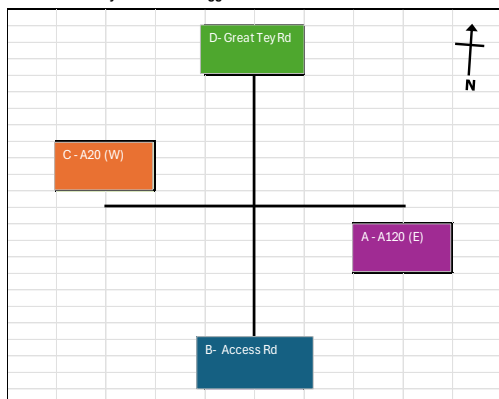 D- Great Tey Rd
N
C - A20 (W)
A - A120 (E)
B-  Access Rd